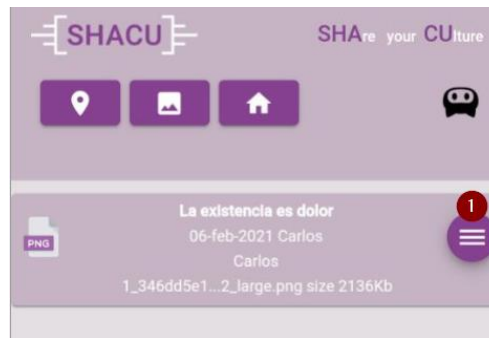 SHACU
SHAre your CUlture
1
La existencia es dolor
PNG
06-feb-2021 Carlos
Carlos
1_346dd5e1...2_large.png size 2136Kb